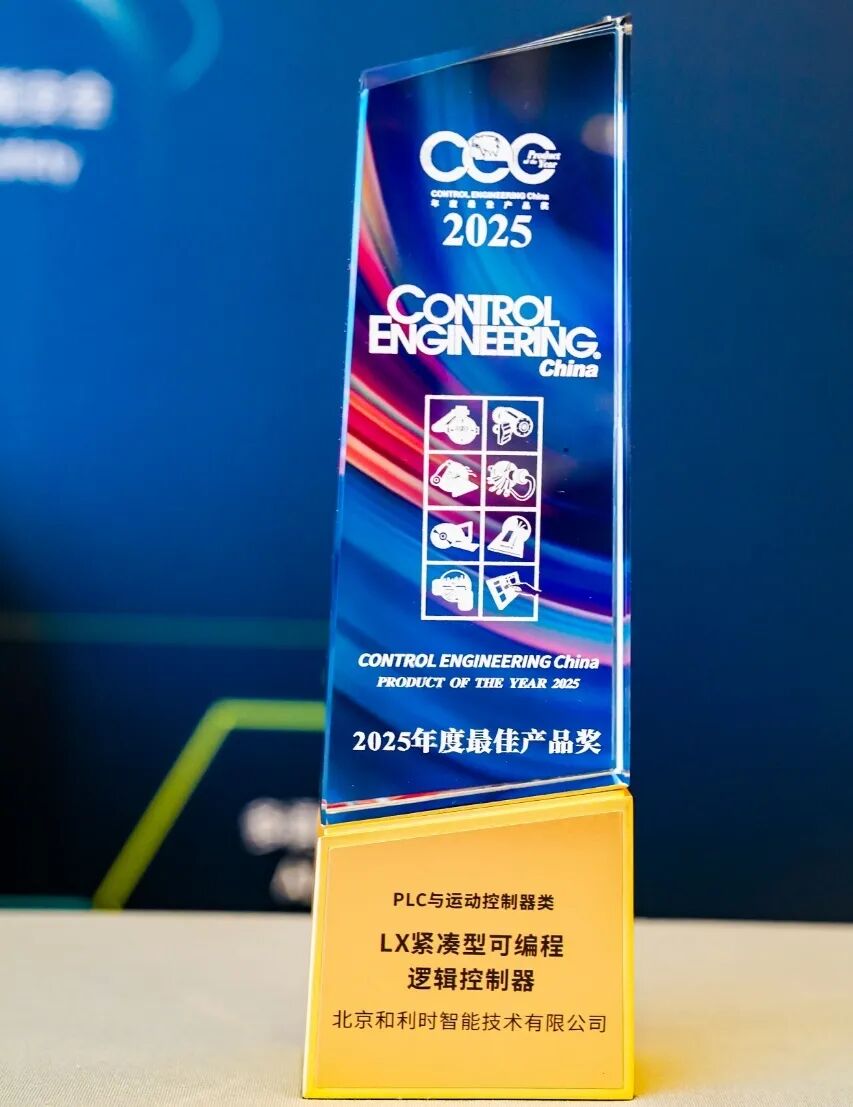 CEC Product of the Year
CONTROL ENGINEERING China
年度最佳产品奖
2025
CONTROL
ENGINEERING®
China
CONTROL ENGINEERING China
PRODUCT OF THE YEAR 2025
2025年度最佳产品奖
PLC与运动控制器类
LX紧凑型可编程
逻辑控制器
北京和利时智能技术有限公司